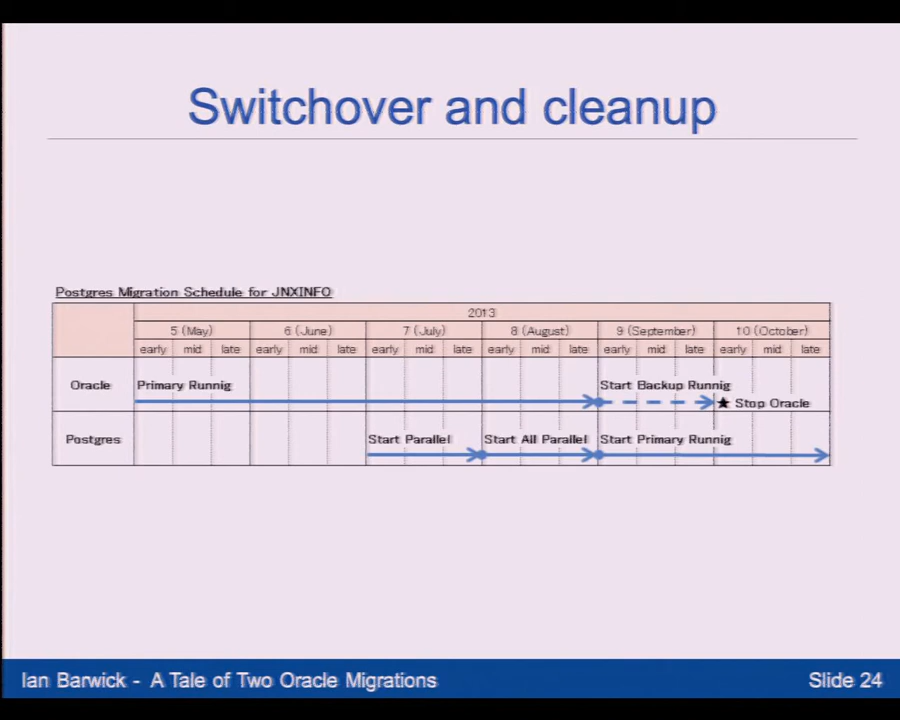 Switchover and cleanup
Postgres Migration Schedule for JNXINFO
2013
5 (May) 6 (June) 7 (July) 8 (August) 9 (September) 10 (October)
early mid late early mid late early mid late early mid late early mid late early mid late
Oracle Primary Runnig Start Backup Runnig
★ Stop Oracle
Postgres Start Parallel Start All Parallel Start Primary Runnig
Ian Barwick - A Tale of Two Oracle Migrations Slide 24